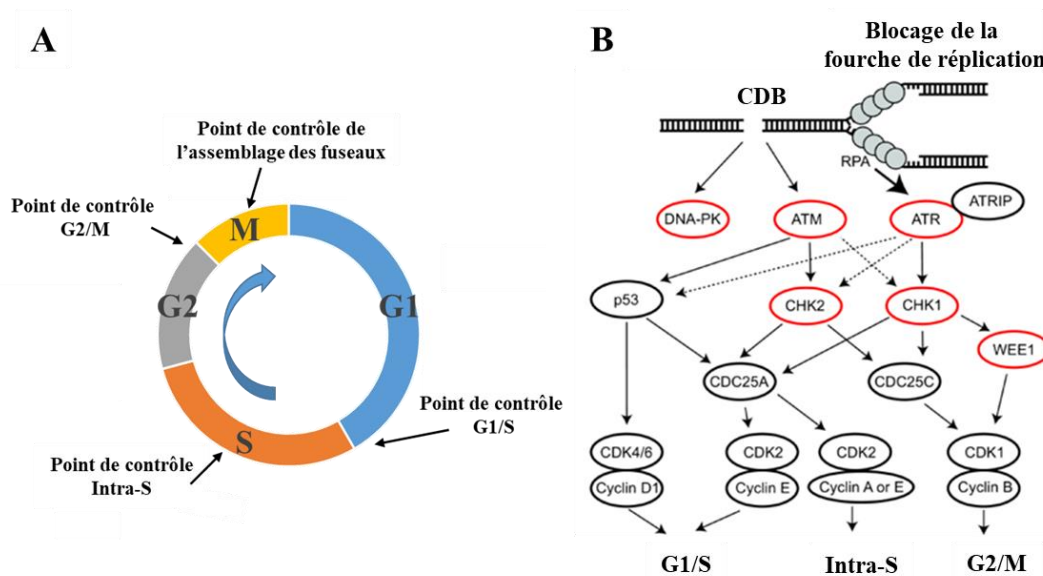 A
Point de contrôle de
l’assemblage des fuseaux
Point de contrôle
G2/M
M
G2
G1
S
Point de contrôle
G1/S
Point de contrôle
Intra-S
B
Blocage de la
fourche de réplication
CDB
RPA
DNA-PK
ATM
ATR
ATRIP
p53
CHK2
CHK1
WEE1
CDC25A
CDC25C
CDK4/6
CDK2
CDK2
CDK1
Cyclin D1
Cyclin E
Cyclin A or E
Cyclin B
G1/S
Intra-S
G2/M